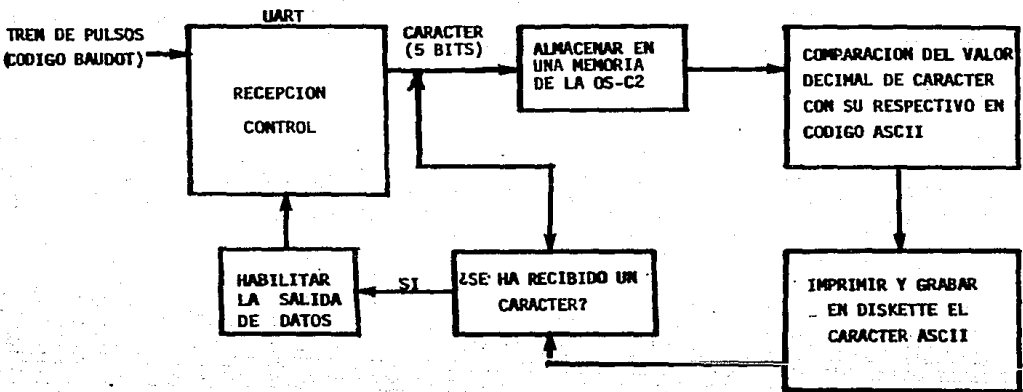 UART
TREN DE PULSOS
(CODIGO BAUDOT)
RECEPCION
CONTROL
CARACTER
(5 BITS)
ALMACENAR EN
UNA MEMORIA
DE LA OS-C2
COMPARACION DEL VALOR
DECIMAL DE CARACTER
CON SU RESPECTIVO EN
CODIGO ASCII
HABILITAR
LA SALIDA
DE DATOS
SI
¿SE HA RECIBIDO UN
CARACTER?
IMPRIMIR Y GRABAR
EN DISKETTE EL
CARACTER ASCII